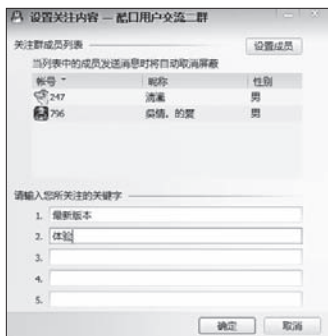 设置关注内容 — 酷口用户交流二群
关注群成员列表
设置成员
当列表中的成员发送消息时将自动取消屏蔽
帐号 昵称 性别
247 男
796 男
请输入您所关注的关键字
1. 最新版本
2. 体验
3.
4.
5.
确定 取消